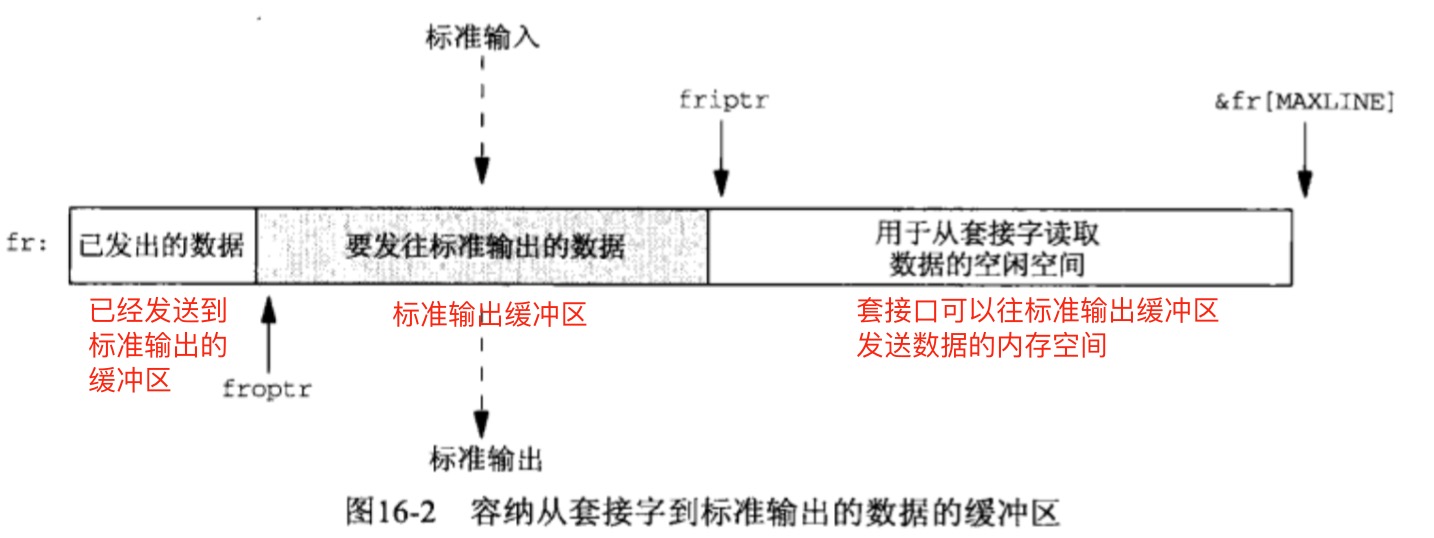 标准输入
friptr
&fr[MAXLINE]
fr:
已发出的数据
要发往标准输出的数据
用于从套接字读取
数据的空闲空间
已经发送到
标准输出的
缓冲区
标准输出缓冲区
套接口可以往标准输出缓冲区
发送数据的内存空间
froptr
标准输出
图16-2 容纳从套接字到标准输出的数据的缓冲区